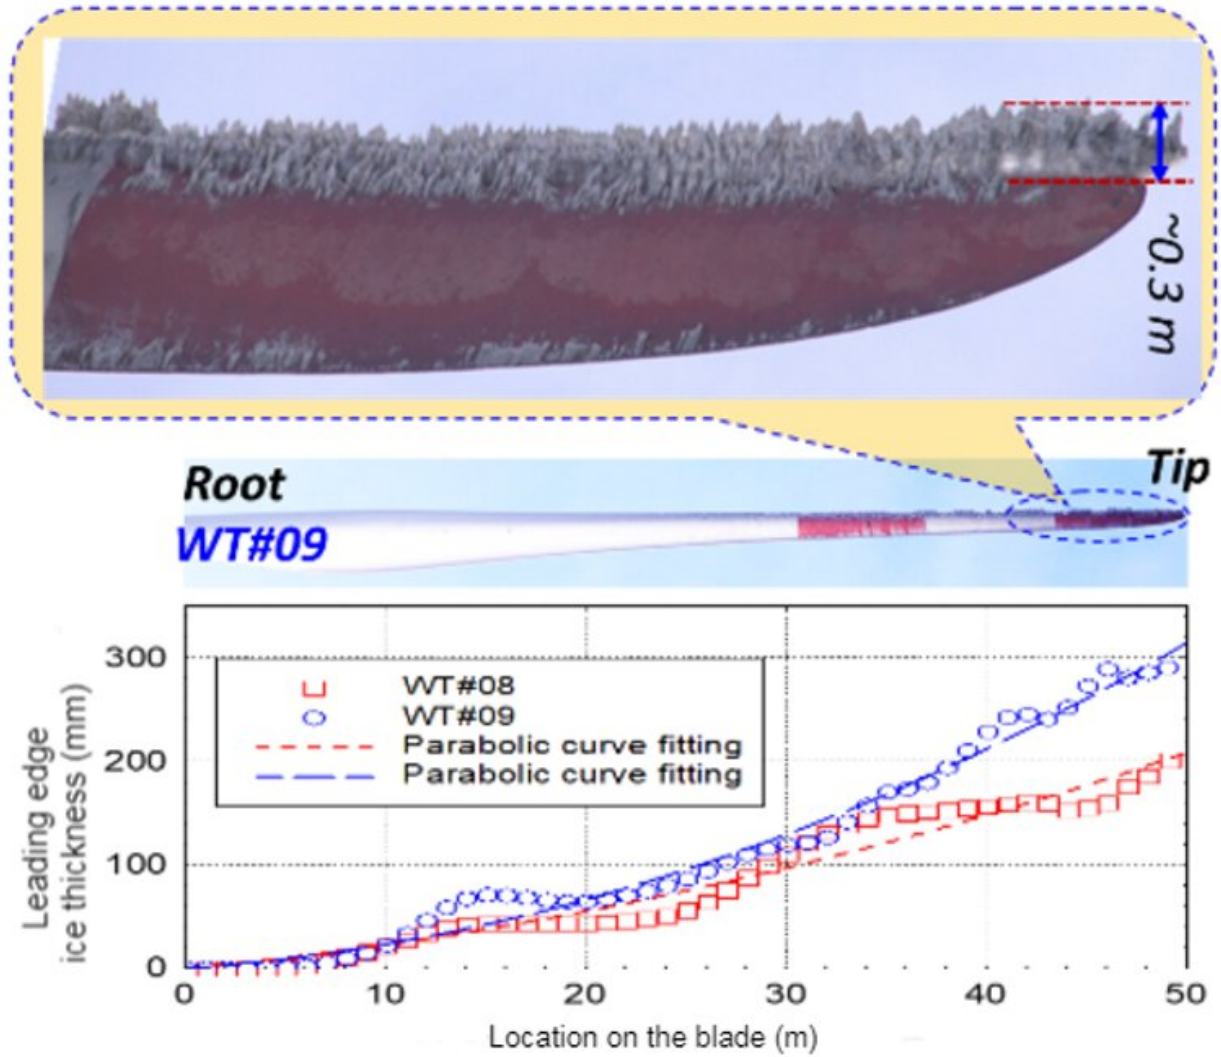 ~0.3 m
Root
Tip
WT#09
300
200
100
0
Leading edge
ice thickness (mm)
WT#08
WT#09
Parabolic curve fitting
Parabolic curve fitting
0 10 20 30 40 50
Location on the blade (m)